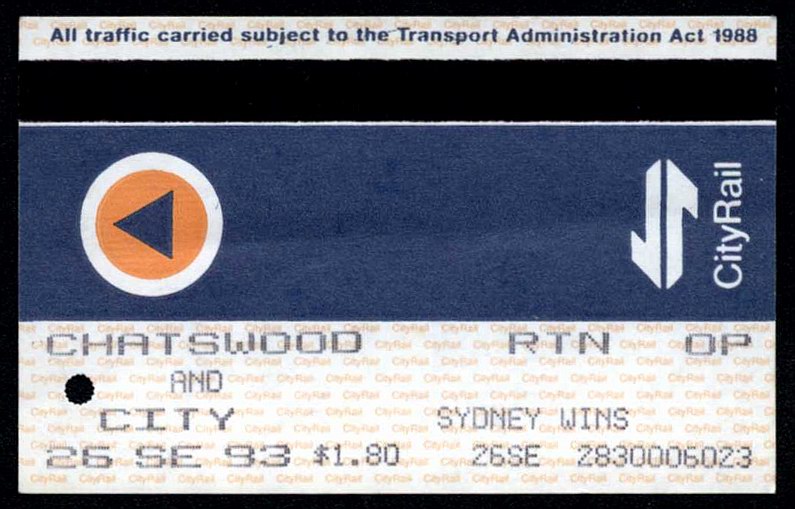 All traffic carried subject to the Transport Administration Act 1988
CityRail
CHATSWOOD RTN OP
AND
CITY SYDNEY WINS
26 SE 93 $1.80 26SE 2830006023